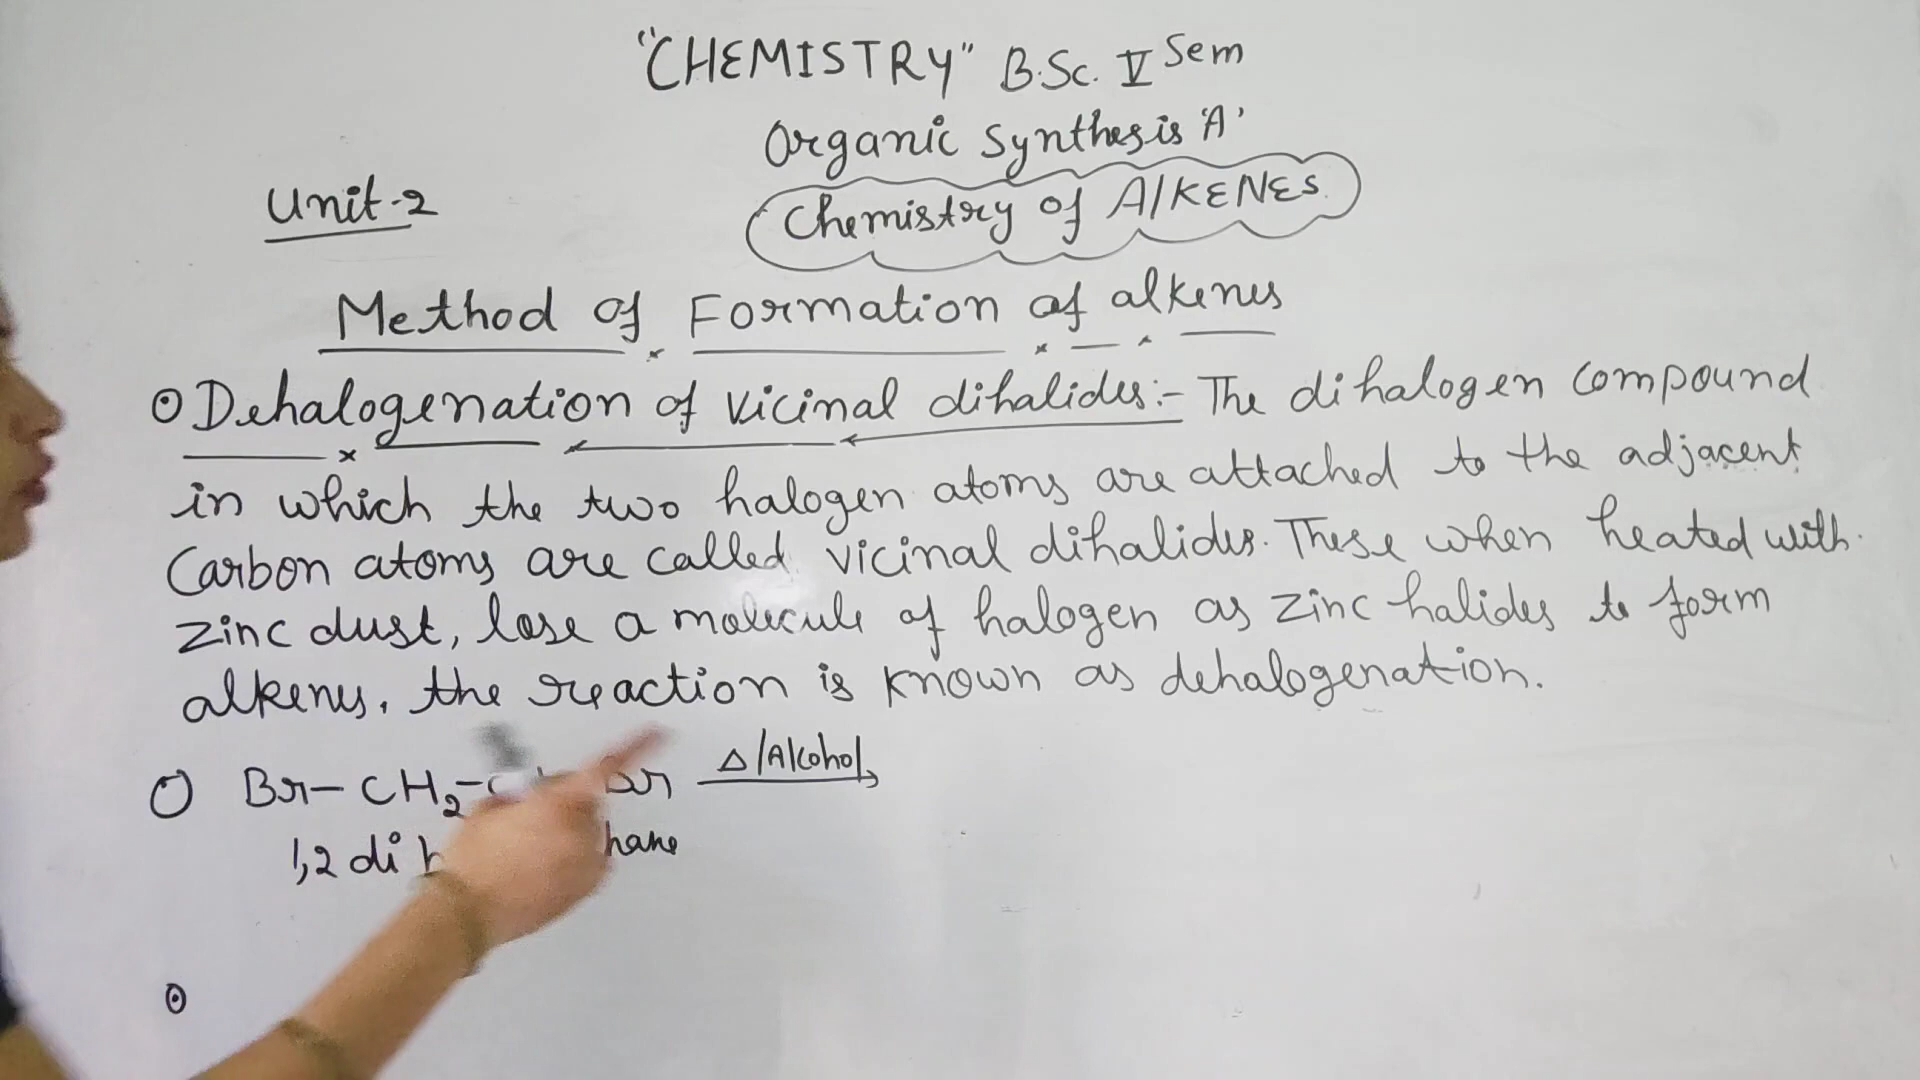 "CHEMISTRY" B.Sc. V Sem
Organic Synthesis 'A'
Unit-2
Chemistry of AlKENES
Method of Formation of alkenes
Dehalogenation of vicinal dihalides:- The dihalogen compound
in which the two halogen atoms are attached to the adjacent
Carbon atoms are called vicinal dihalides. These when heated with
zinc dust, lose a molecule of halogen as zinc halides to form
alkenes, the reaction is known as dehalogenation.
Br-CH2- Br Δ/Alcohol
1,2 di